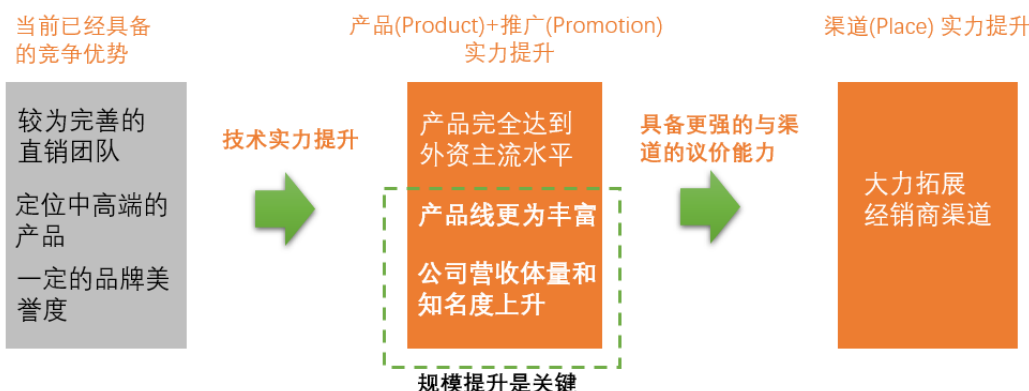 当前已经具备
的竞争优势
产品(Product)+推广(Promotion)
实力提升
渠道(Place) 实力提升
较为完善的
直销团队
定位中高端的
产品
一定的品牌美
誉度
技术实力提升
产品完全达到
外资主流水平
产品线更为丰富
公司营收体量和
知名度上升
规模提升是关键
具备更强的与渠
道的议价能力
大力拓展
经销商渠道